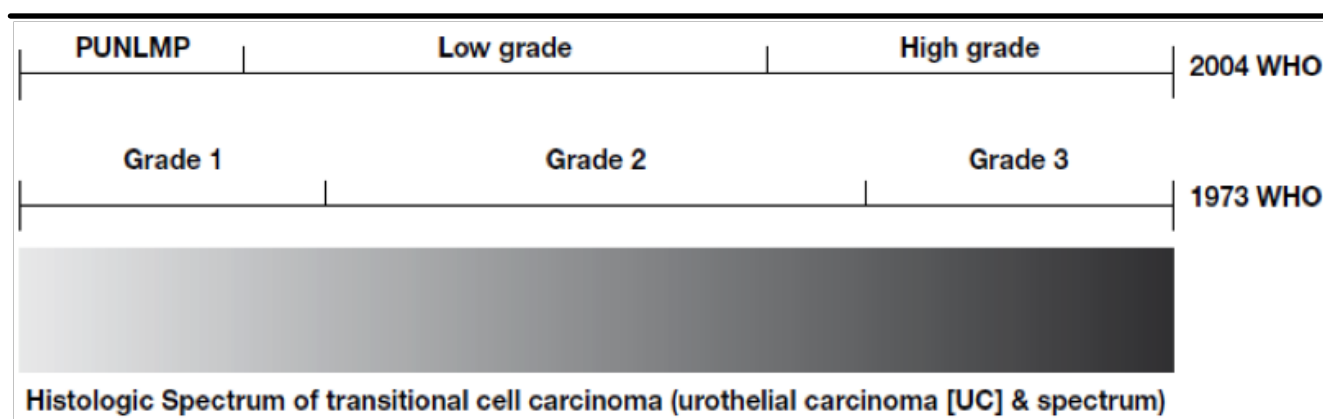 PUNLMP Low grade High grade 2004 WHO
Grade 1 Grade 2 Grade 3 1973 WHO
Histologic Spectrum of transitional cell carcinoma (urothelial carcinoma [UC] & spectrum)